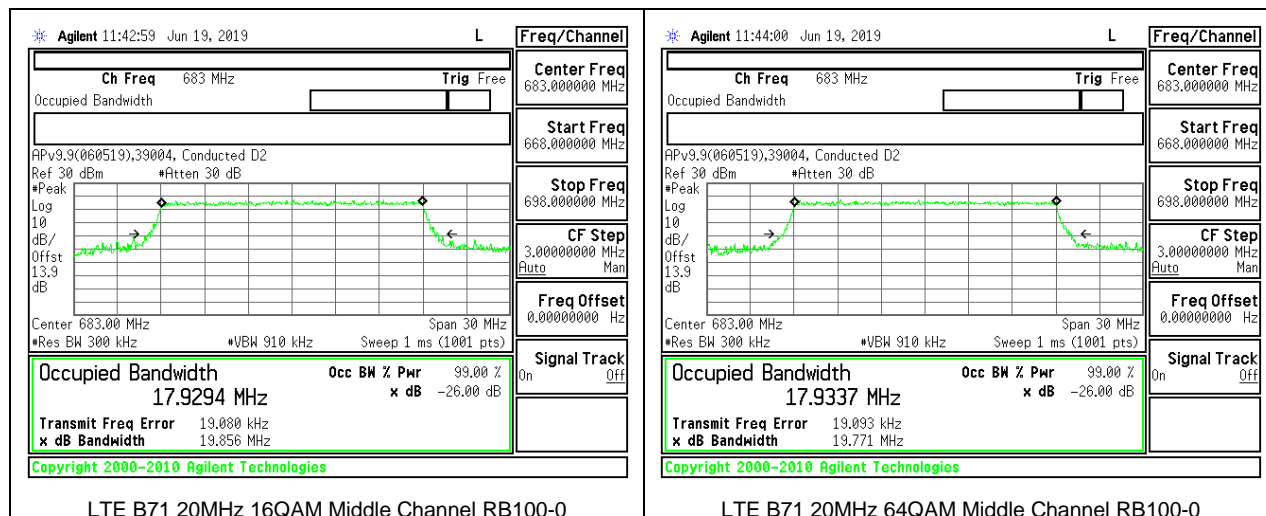 Agilent 11:42:59 Jun 19, 2019 L
Freq/Channel
Ch Freq 683 MHz Trig Free
Occupied Bandwidth
Center Freq
683.000000 MHz
Start Freq
668.000000 MHz
APv9.9(060519),39004, Conducted D2
Ref 30 dBm #Atten 30 dB
#Peak
Log
10
dB/
Offst
13.9
dB
Stop Freq
698.000000 MHz
CF Step
3.00000000 MHz
Auto Man
Freq Offset
0.00000000 Hz
Center 683.00 MHz Span 30 MHz
#Res BW 300 kHz #VBW 910 kHz Sweep 1 ms (1001 pts)
Signal Track
On Off
Occupied Bandwidth Occ BW % Pwr 99.00 %
17.9294 MHz x dB -26.00 dB
Transmit Freq Error 19.080 kHz
x dB Bandwidth 19.856 MHz
Copyright 2000-2010 Agilent Technologies
LTE B71 20MHz 16QAM Middle Channel RB100-0
Agilent 11:44:00 Jun 19, 2019 L
Freq/Channel
Ch Freq 683 MHz Trig Free
Occupied Bandwidth
Center Freq
683.000000 MHz
Start Freq
668.000000 MHz
APv9.9(060519),39004, Conducted D2
Ref 30 dBm #Atten 30 dB
#Peak
Log
10
dB/
Offst
13.9
dB
Stop Freq
698.000000 MHz
CF Step
3.00000000 MHz
Auto Man
Freq Offset
0.00000000 Hz
Center 683.00 MHz Span 30 MHz
#Res BW 300 kHz #VBW 910 kHz Sweep 1 ms (1001 pts)
Signal Track
On Off
Occupied Bandwidth Occ BW % Pwr 99.00 %
17.9337 MHz x dB -26.00 dB
Transmit Freq Error 19.093 kHz
x dB Bandwidth 19.771 MHz
Copyright 2000-2010 Agilent Technologies
LTE B71 20MHz 64QAM Middle Channel RB100-0